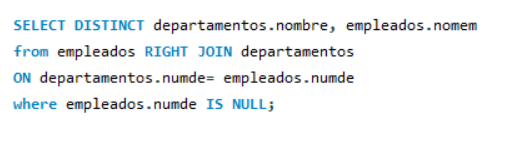 SELECT DISTINCT departamentos.nombre, empleados.nomem
from empleados RIGHT JOIN departamentos
ON departamentos.numde= empleados.numde
where empleados.numde IS NULL;